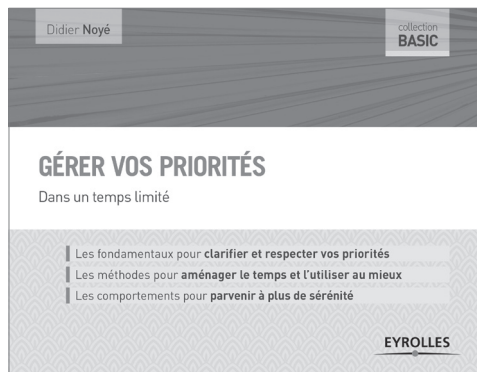 Didier Noyé
collection
BASIC
GÉRER VOS PRIORITÉS
Dans un temps limité
Les fondamentaux pour clarifier et respecter vos priorités
Les méthodes pour aménager le temps et l'utiliser au mieux
Les comportements pour parvenir à plus de sérénité
EYROLLES